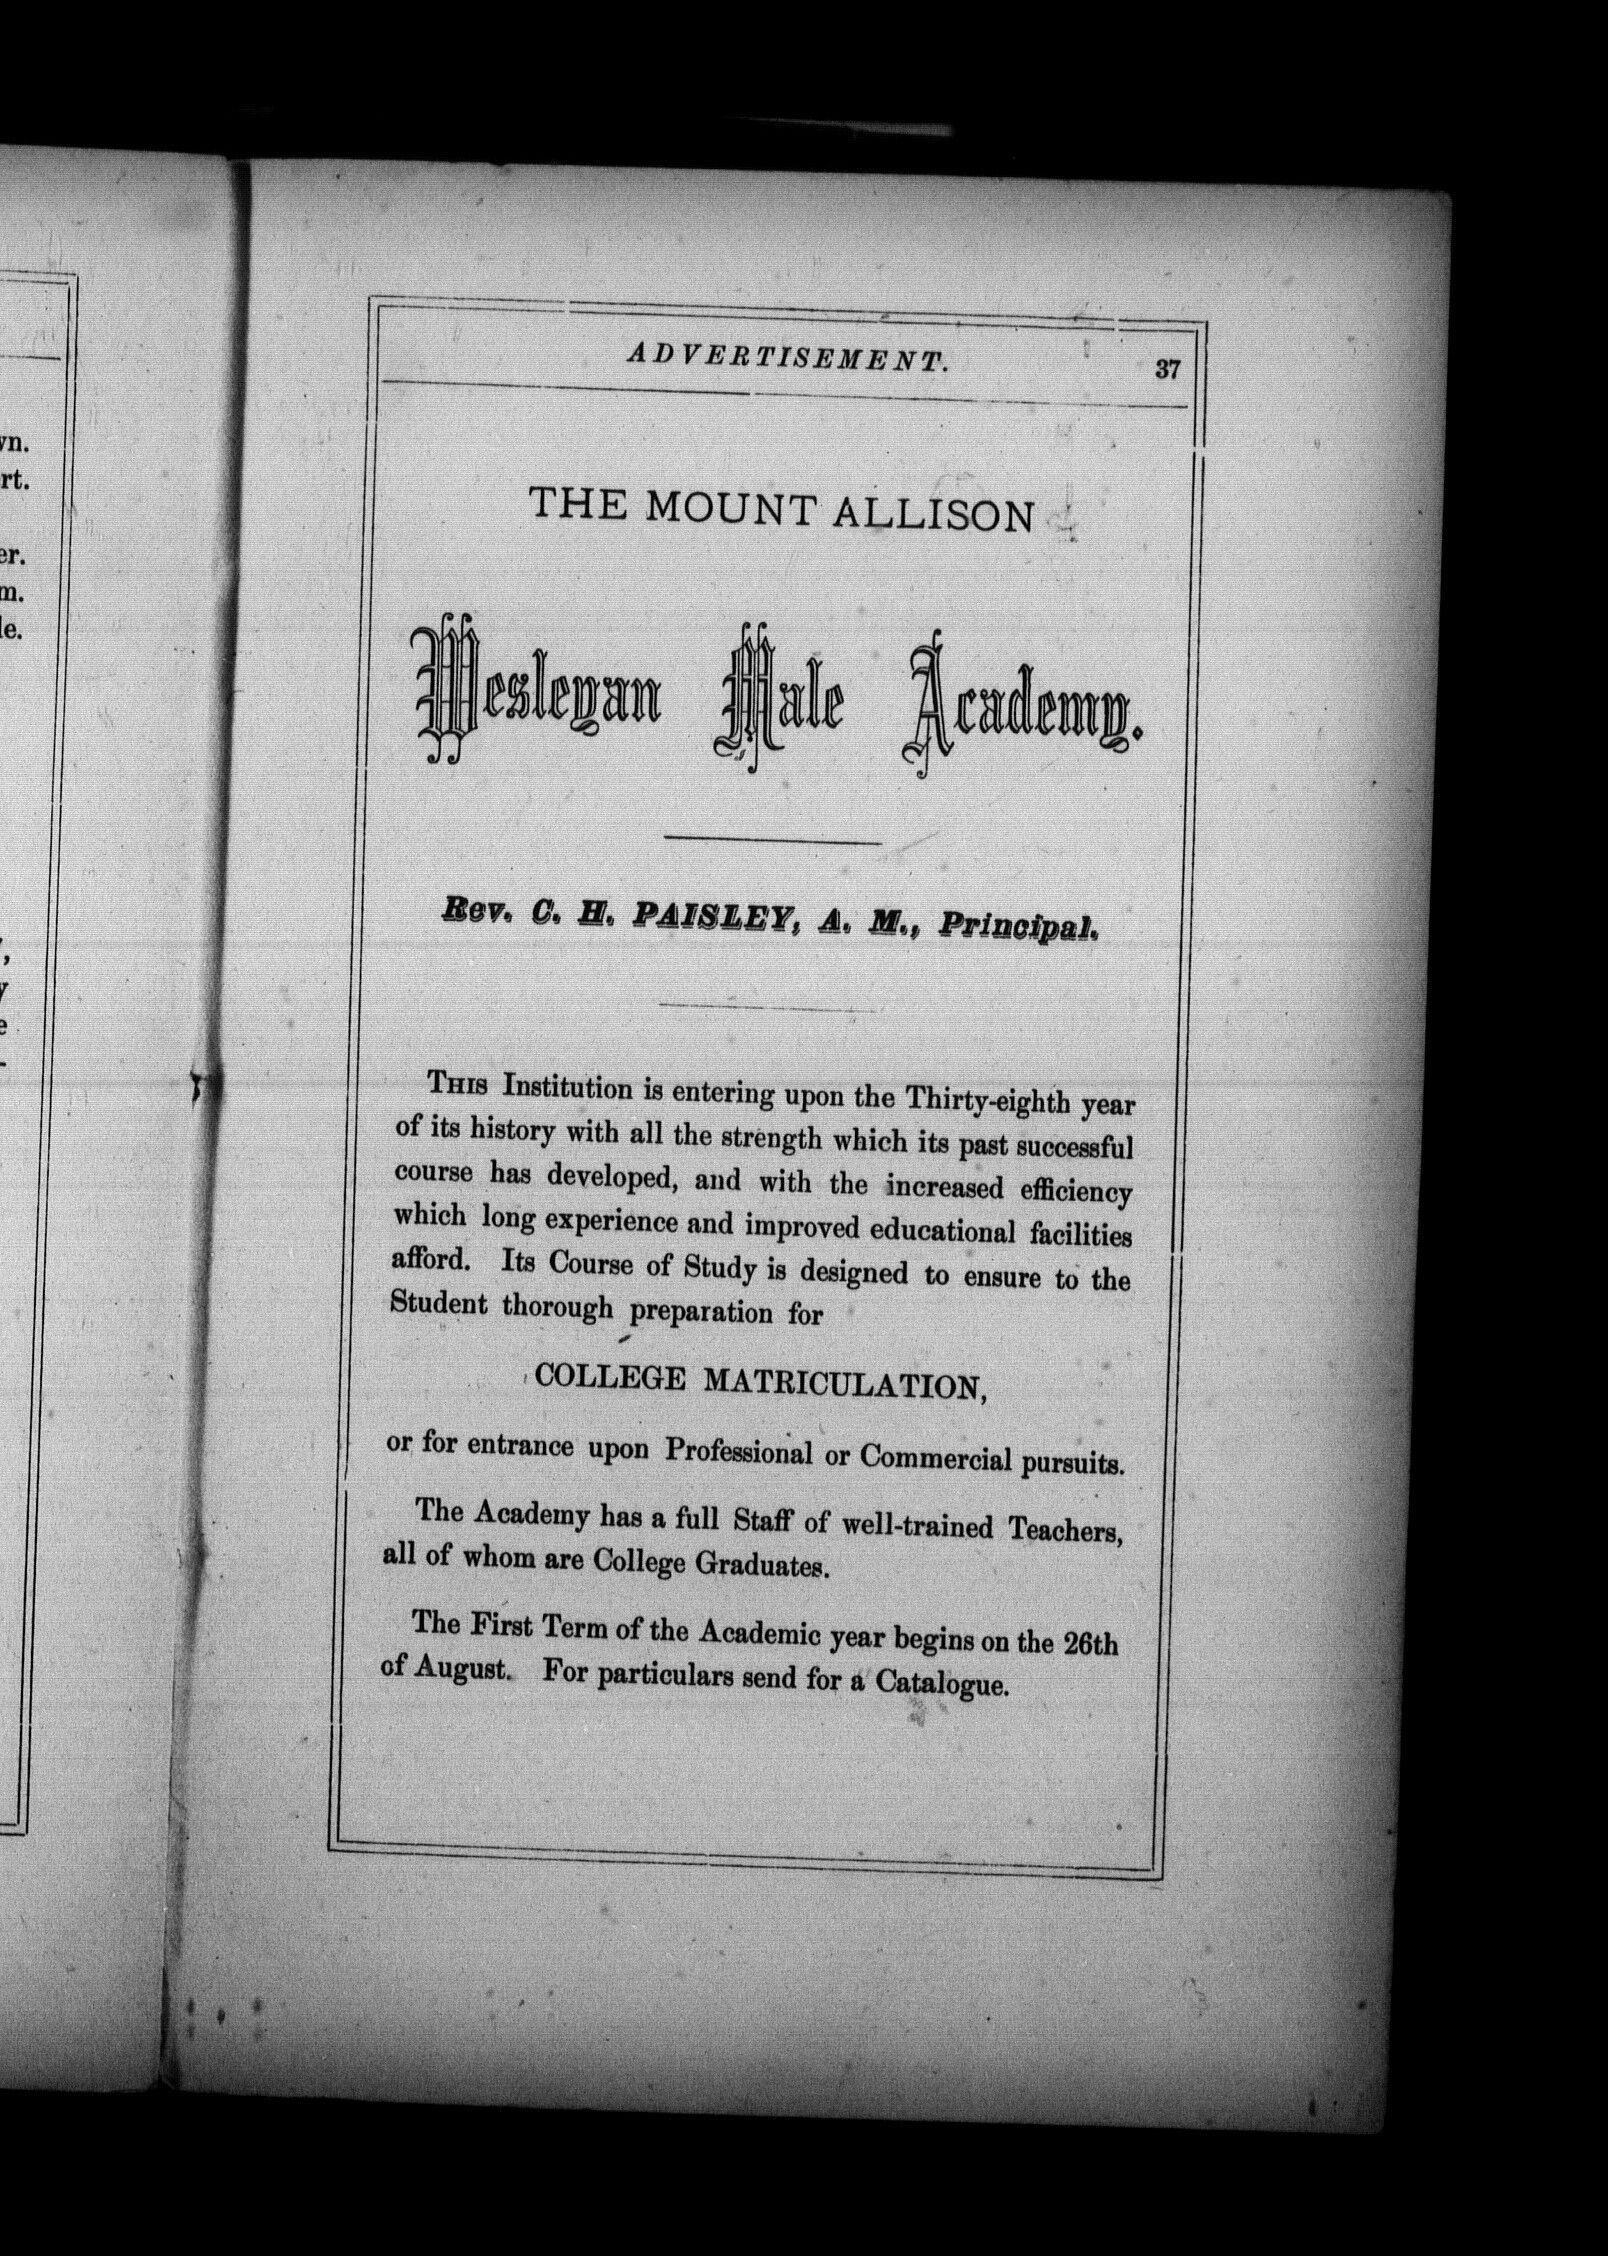 ADVERTISEMENT. 37
THE MOUNT ALLISON
Wesleyan Male Academy.
Rev. C. H. PAISLEY, A. M., Principal.
THIS Institution is entering upon the Thirty-eighth year
of its history with all the strength which its past successful
course has developed, and with the increased efficiency
which long experience and improved educational facilities
afford. Its Course of Study is designed to ensure to the
Student thorough preparation for
COLLEGE MATRICULATION,
or for entrance upon Professional or Commercial pursuits.
The Academy has a full Staff of well-trained Teachers,
all of whom are College Graduates.
The First Term of the Academic year begins on the 26th
of August. For particulars send for a Catalogue.